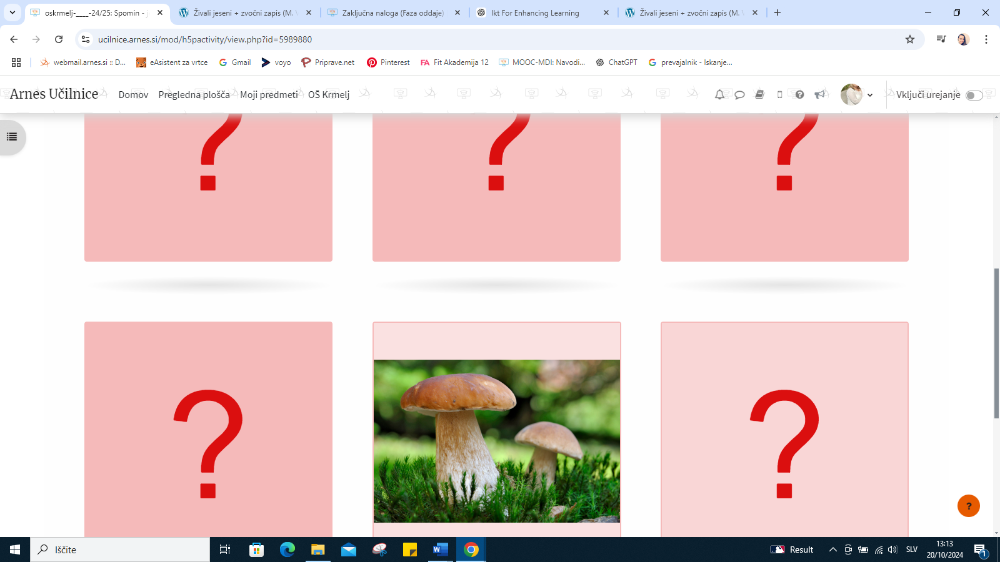 oskrmelj-____-24/25: Spomin - j
Živali jeseni + zvočni zapis (M. V
Zaključna naloga (Faza oddaje)
Ikt For Enhancing Learning
Živali jeseni + zvočni zapis (M. V
ucilnice.arnes.si/mod/h5pactivity/view.php?id=5989880
webmail.arnes.si :: D...
eAsistent za vrtce
Gmail
voyo
Priprave.net
Pinterest
FA Fit Akademija 12
MOOC-MDI: Navodi...
ChatGPT
prevajalnik - Iskanje...
Arnes Učilnice
Domov
Pregledna plošča
Moji predmeti
OŠ Krmelj
Vključi urejanje
?
?
?
?
?
?
Iščite
Result
SLV
13:13
20/10/2024
1